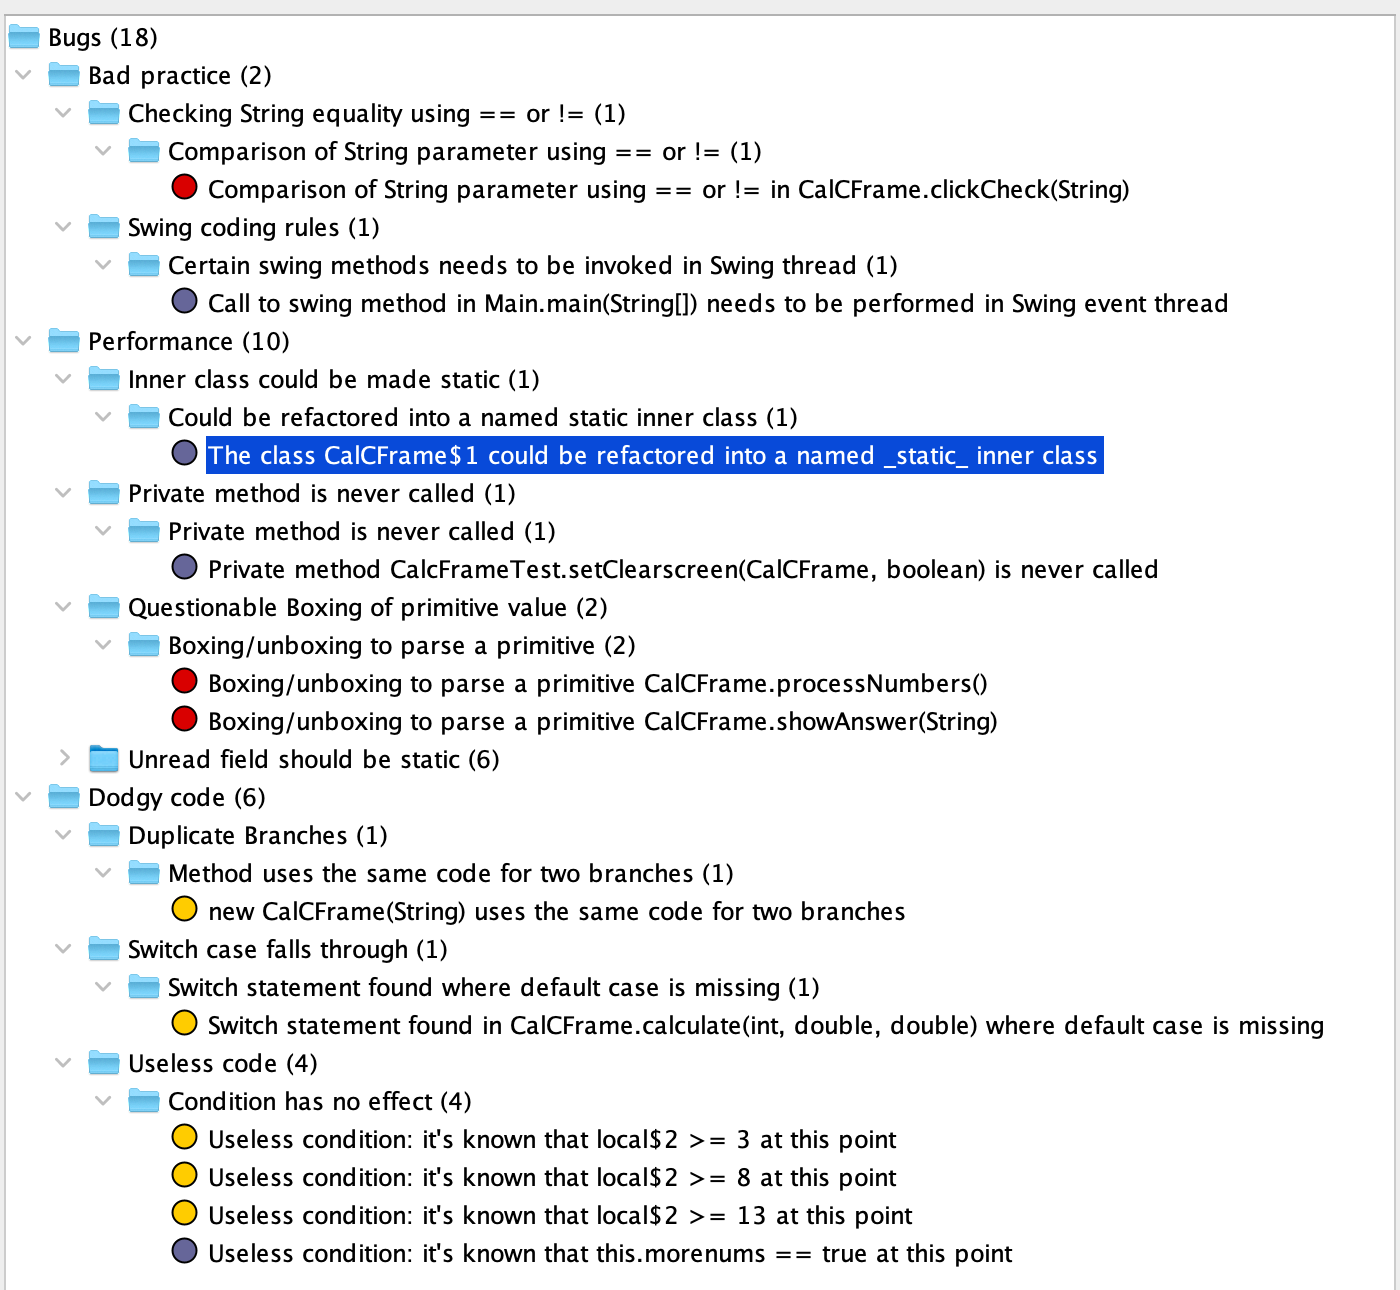 Bugs (18)
Bad practice (2)
Checking String equality using == or != (1)
Comparison of String parameter using == or != (1)
Comparison of String parameter using == or != in CalCFrame.clickCheck(String)
Swing coding rules (1)
Certain swing methods needs to be invoked in Swing thread (1)
Call to swing method in Main.main(String[]) needs to be performed in Swing event thread
Performance (10)
Inner class could be made static (1)
Could be refactored into a named static inner class (1)
The class CalCFrame$1 could be refactored into a named _static_ inner class
Private method is never called (1)
Private method is never called (1)
Private method CalcFrameTest.setClearscreen(CalCFrame, boolean) is never called
Questionable Boxing of primitive value (2)
Boxing/unboxing to parse a primitive (2)
Boxing/unboxing to parse a primitive CalCFrame.processNumbers()
Boxing/unboxing to parse a primitive CalCFrame.showAnswer(String)
Unread field should be static (6)
Dodgy code (6)
Duplicate Branches (1)
Method uses the same code for two branches (1)
new CalCFrame(String) uses the same code for two branches
Switch case falls through (1)
Switch statement found where default case is missing (1)
Switch statement found in CalCFrame.calculate(int, double, double) where default case is missing
Useless code (4)
Condition has no effect (4)
Useless condition: it's known that local$2 >= 3 at this point
Useless condition: it's known that local$2 >= 8 at this point
Useless condition: it's known that local$2 >= 13 at this point
Useless condition: it's known that this.morenums == true at this point